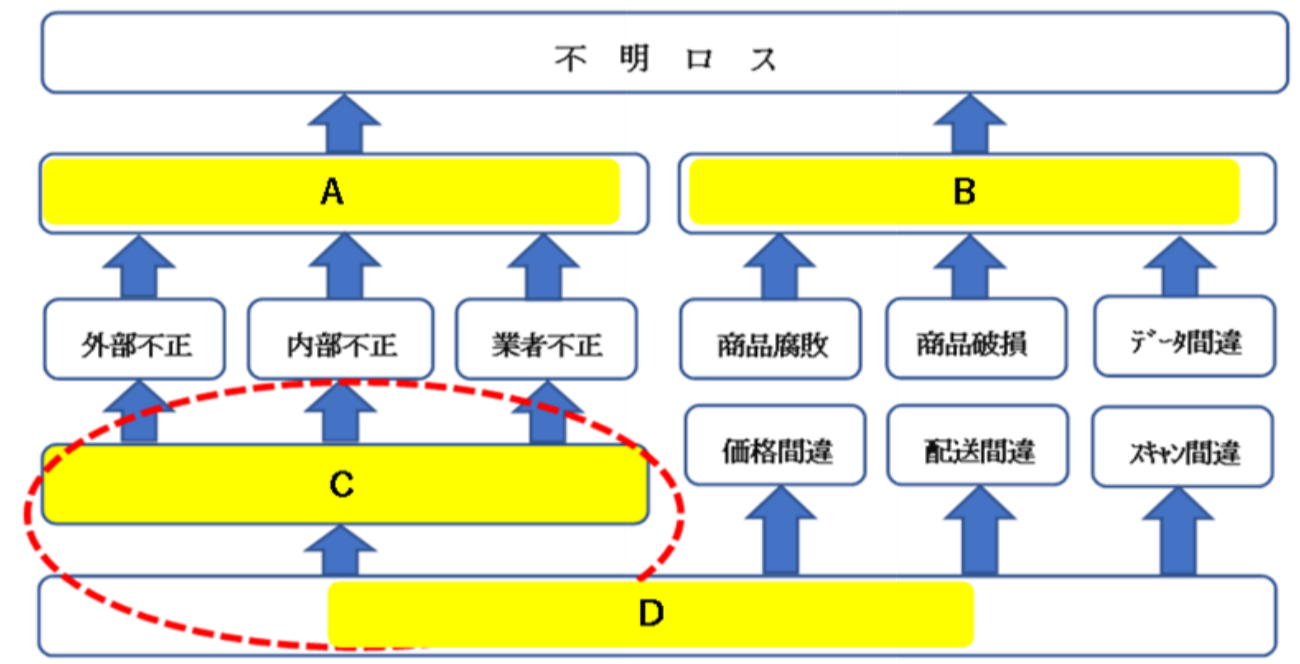 不 明 ロ ス
A
B
外部不正
内部不正
業者不正
商品腐敗
商品破損
ﾃﾞｰﾀ間違
C
価格間違
配送間違
ｽｷｬﾝ間違
D